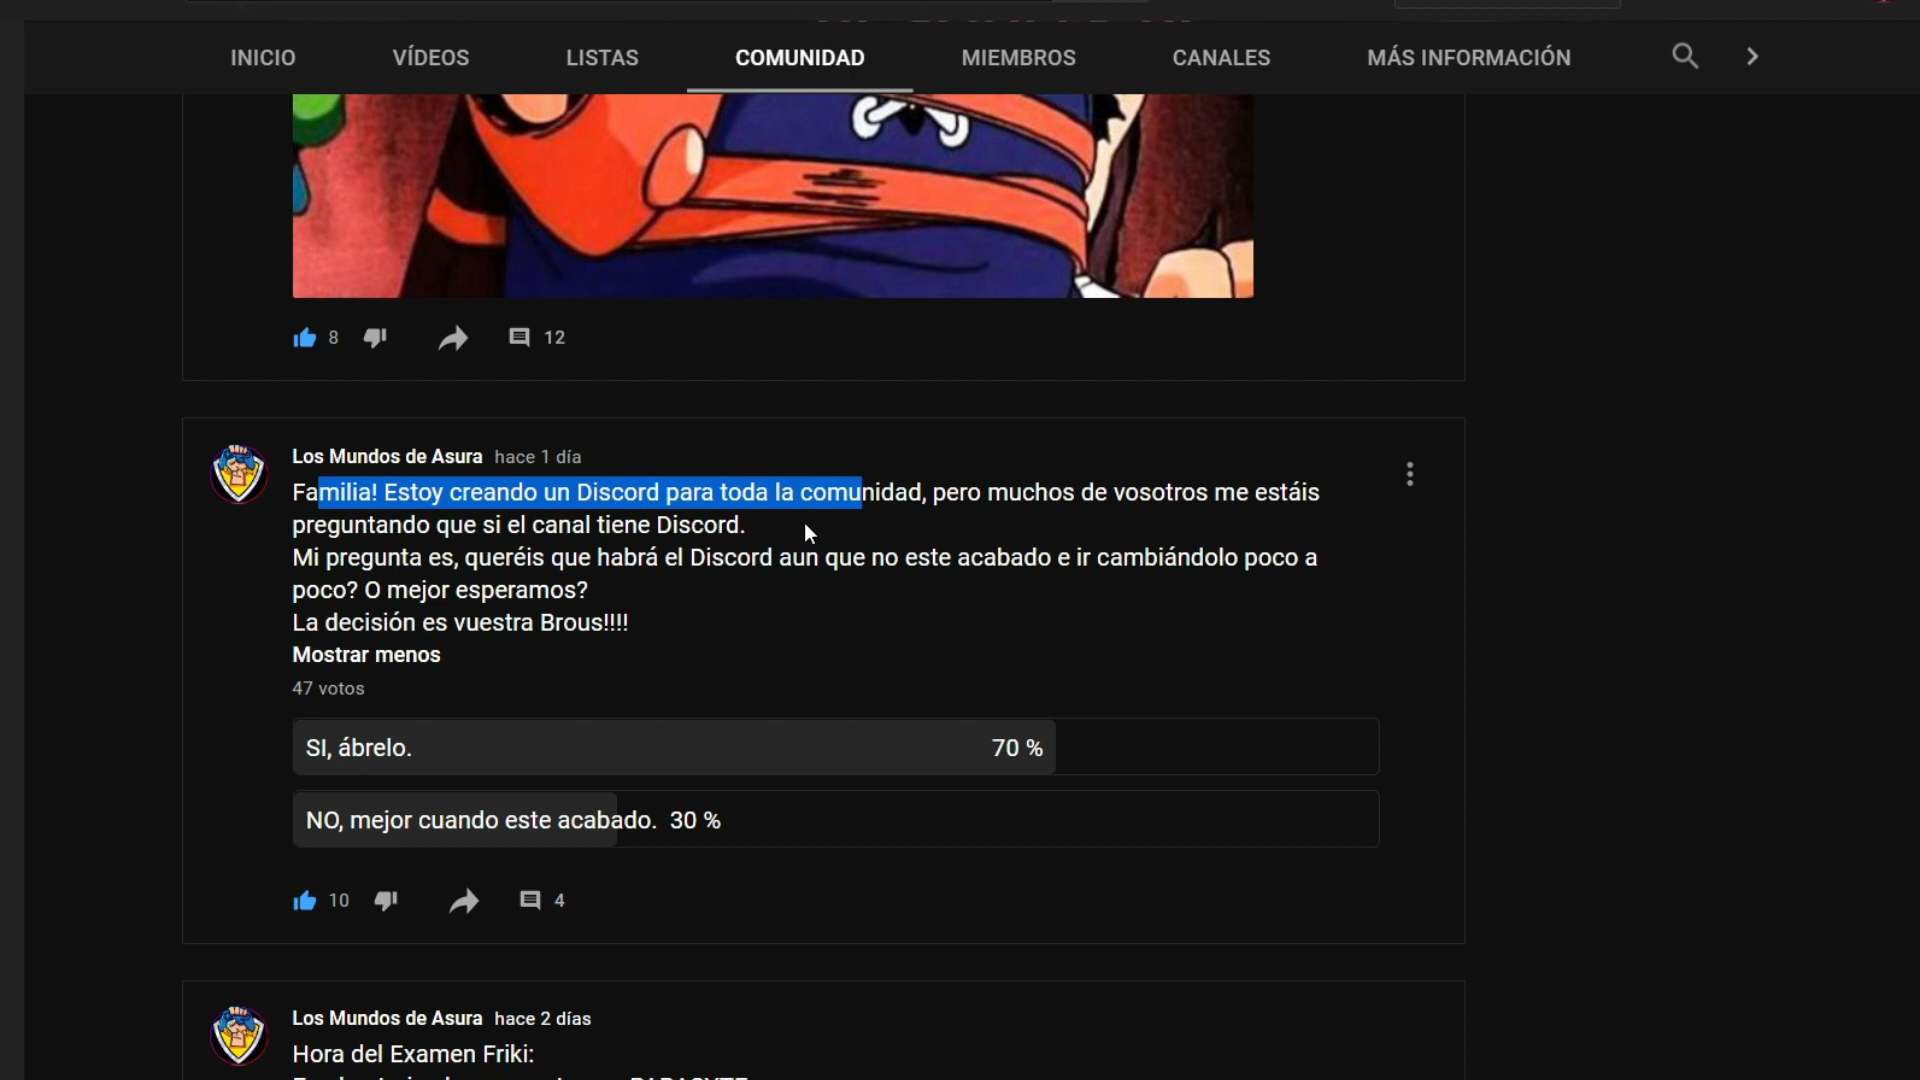 INICIO VÍDEOS LISTAS COMUNIDAD MIEMBROS CANALES MÁS INFORMACIÓN
8 12
Los Mundos de Asura hace 1 día
Familia! Estoy creando un Discord para toda la comunidad, pero muchos de vosotros me estáis
preguntando que si el canal tiene Discord.
Mi pregunta es, queréis que habrá el Discord aun que no este acabado e ir cambiándolo poco a
poco? O mejor esperamos?
La decisión es vuestra Brous!!!!
Mostrar menos
47 votos
SI, ábrelo. 70 %
NO, mejor cuando este acabado. 30 %
10 4
Los Mundos de Asura hace 2 días
Hora del Examen Friki: